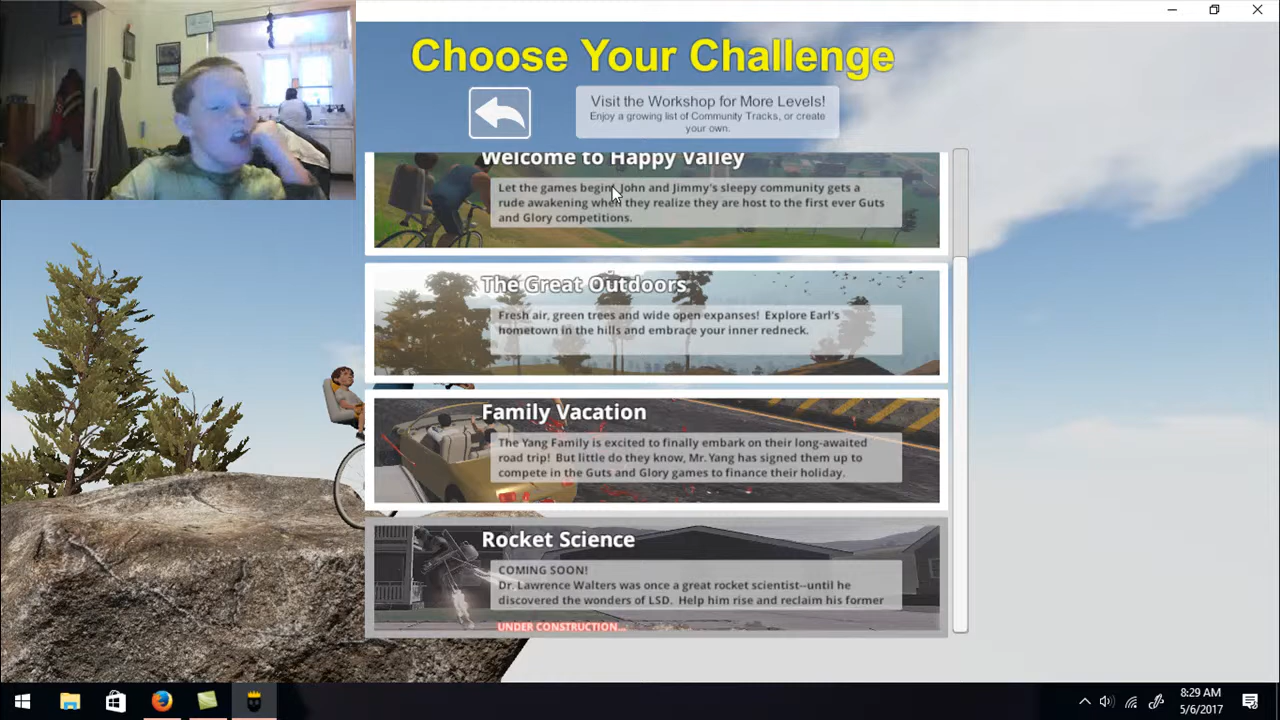 Choose Your Challenge
Visit the Workshop for More Levels!
Enjoy a growing list of Community Tracks, or create
your own.
Welcome to Happy Valley
Let the games begin! John and Jimmy's sleepy community gets a
rude awakening when they realize they are host to the first ever Guts
and Glory competitions.
The Great Outdoors
Fresh air, green trees and wide open expanses! Explore Earl's
hometown in the hills and embrace your inner redneck.
Family Vacation
The Yang Family is excited to finally embark on their long-awaited
road trip! But little do they know, Mr. Yang has signed them up to
compete in the Guts and Glory games to finance their holiday.
Rocket Science
COMING SOON!
Dr. Lawrence Walters was once a great rocket scientist--until he
discovered the wonders of LSD. Help him rise and reclaim his former
UNDER CONSTRUCTION...
8:29 AM
5/6/2017